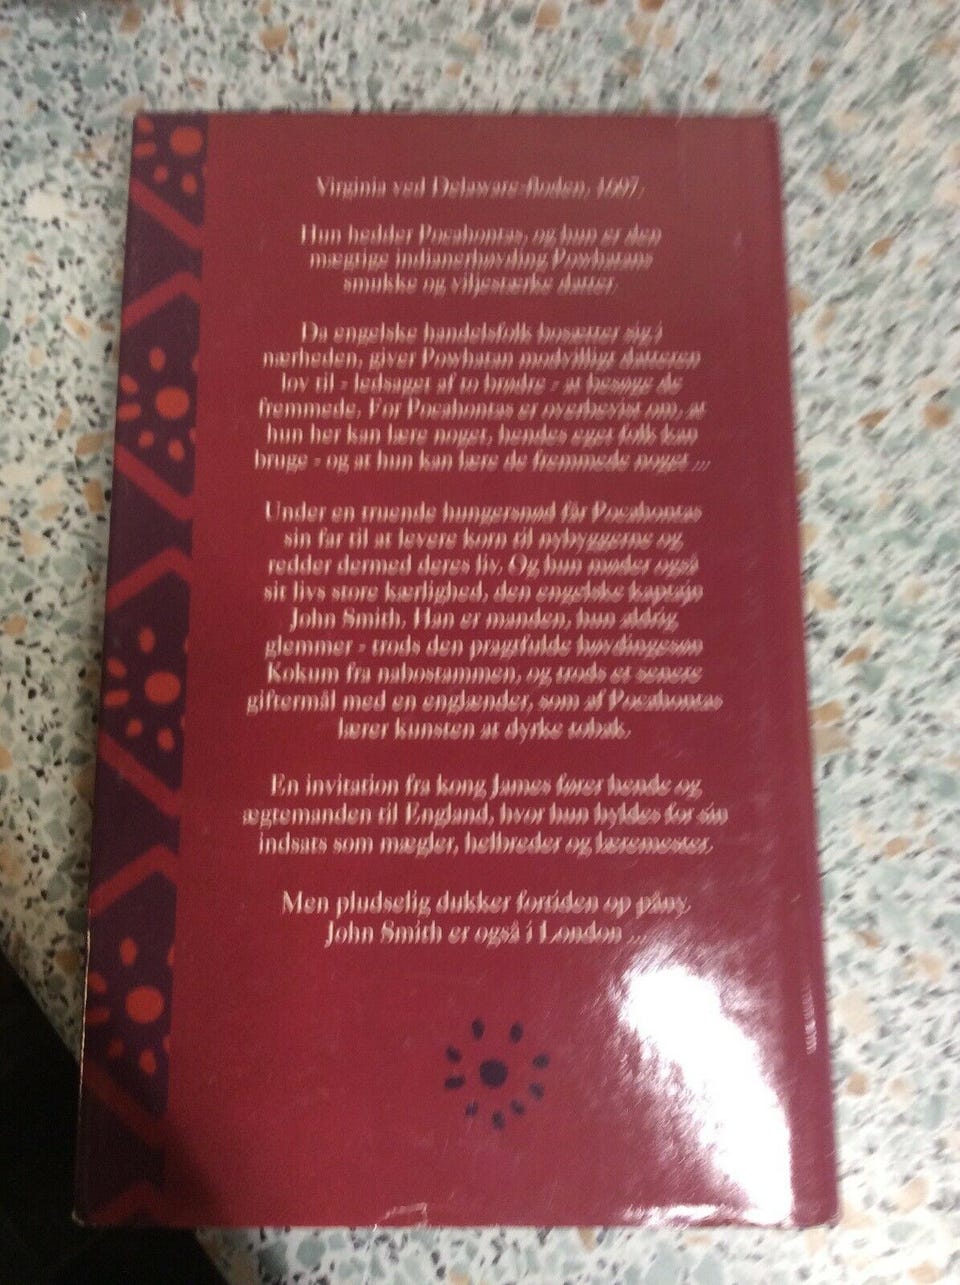 Virginia ved Delaware-floden, 1607.
Hun hedder Pocahontas, og hun er den
mægtige indianerhøvding Powhatans
smukke og viljestærke datter.
Da engelske handelsfolk bosætter sig i
nærheden, giver Powhatan modvilligt datteren
lov til - ledsaget af to brødre - at besøge de
fremmede. For Pocahontas er overbevist om, at
hun her kan lære noget, hendes eget folk kan
bruge - og at hun kan lære de fremmede noget ...
Under en truende hungersnød får Pocahontas
sin far til at levere korn til nybyggerne og
redder dermed deres liv. Og hun møder også
sit livs store kærlighed, den engelske kaptajn
John Smith. Han er manden, hun aldrig
glemmer - trods den pragtfulde høvdingesøn
Kokum fra nabostammen, og trods et senere
giftermål med en englænder, som af Pocahontas
lærer kunsten at dyrke tobak.
En invitation fra kong James fører hende og
ægtemanden til England, hvor hun hyldes for sin
indsats som mægler, helbreder og læremester.
Men pludselig dukker fortiden op påny.
John Smith er også i London ...